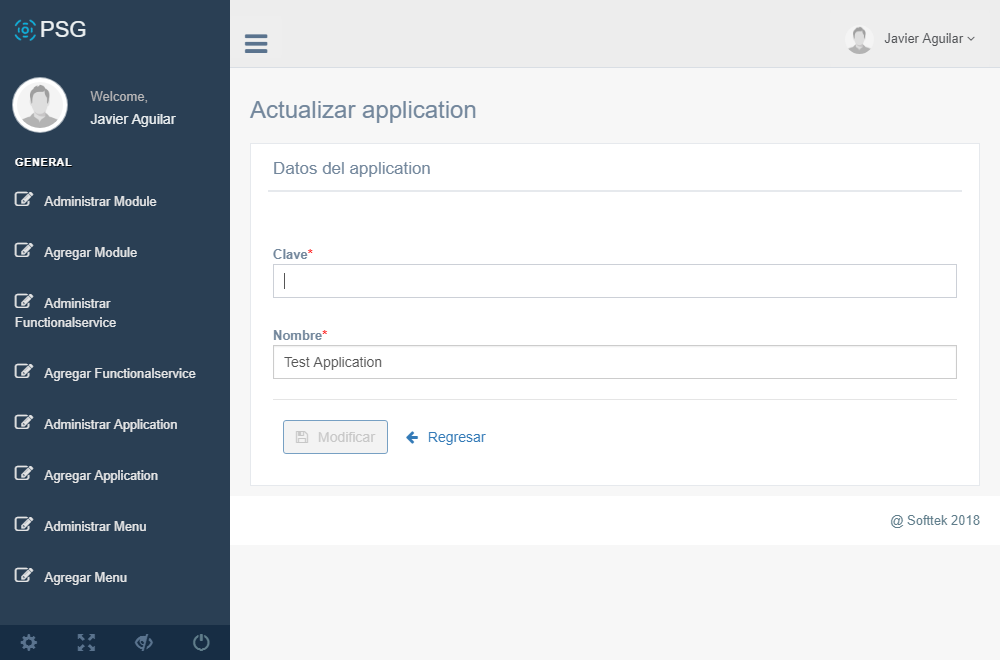 PSG
Javier Aguilar
Welcome,
Javier Aguilar
GENERAL
Administrar Module
Agregar Module
Administrar
Functionalservice
Agregar Functionalservice
Administrar Application
Agregar Application
Administrar Menu
Agregar Menu
Actualizar application
Datos del application
Clave*
Nombre*
Test Application
Modificar
Regresar
@ Softtek 2018